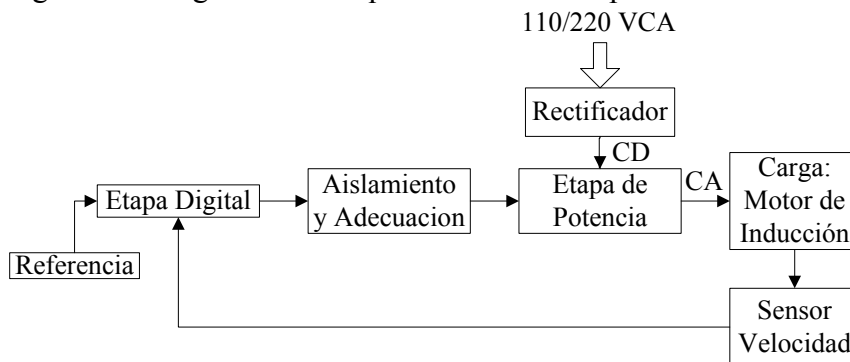 110/220 VCA
Rectificador
CD
Etapa Digital
Aislamiento
y Adecuacion
Etapa de
Potencia
CA
Carga:
Motor de
Inducción
Referencia
Sensor
Velocidad